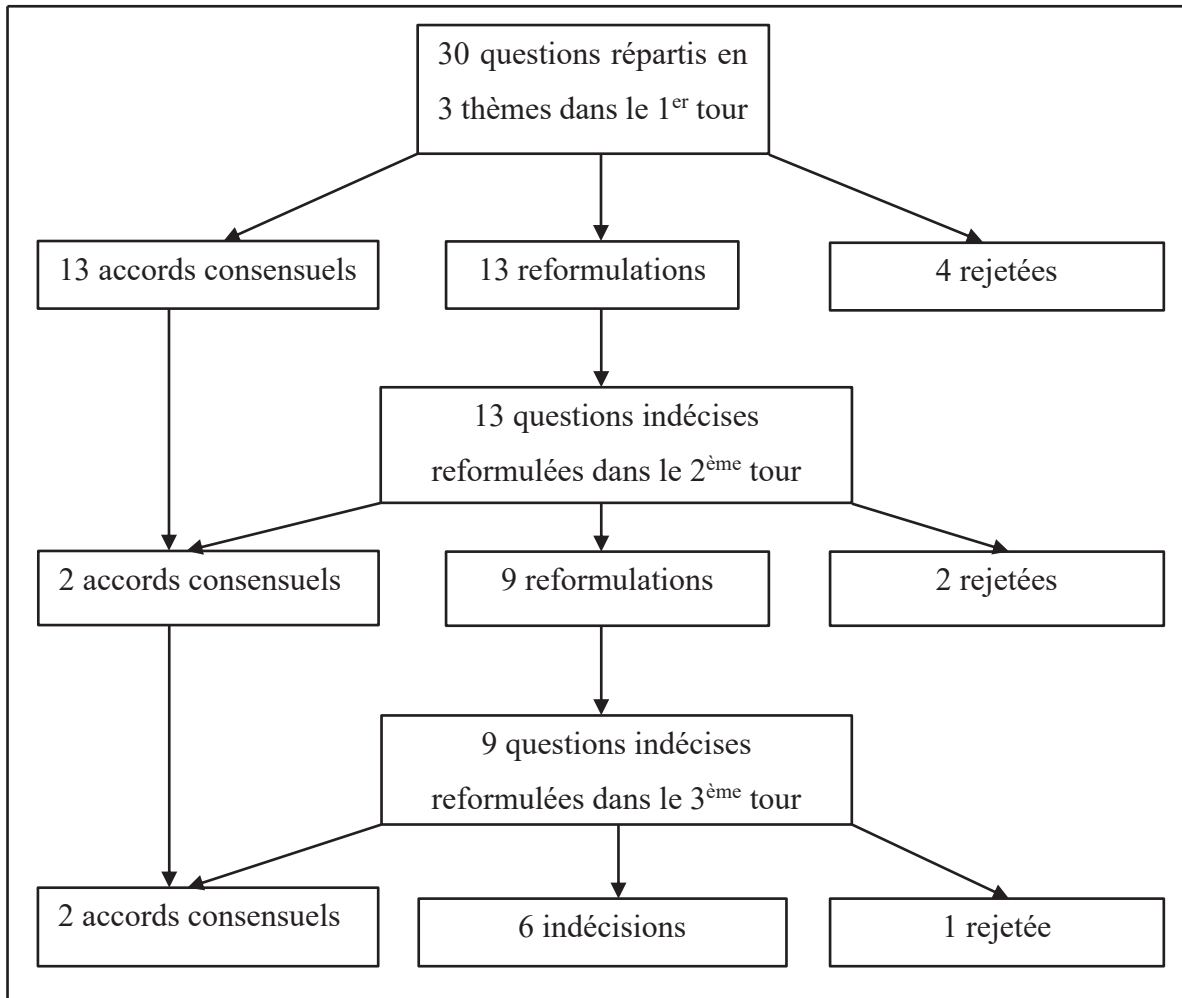 30 questions répartis en
3 thèmes dans le 1er tour
13 accords consensuels
13 reformulations
4 rejetées
13 questions indécises
reformulées dans le 2ème tour
2 accords consensuels
9 reformulations
2 rejetées
9 questions indécises
reformulées dans le 3ème tour
2 accords consensuels
6 indécisions
1 rejetée